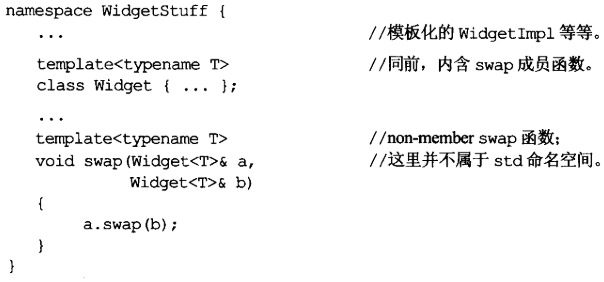 namespace WidgetStuff {
... //模板化的 WidgetImpl 等等。
template<typename T> //同前，内含 swap 成员函数。
class Widget { ... };
...
template<typename T> //non-member swap 函数；
void swap(Widget<T>& a, //这里并不属于 std 命名空间。
Widget<T>& b)
{
a.swap(b);
}
}